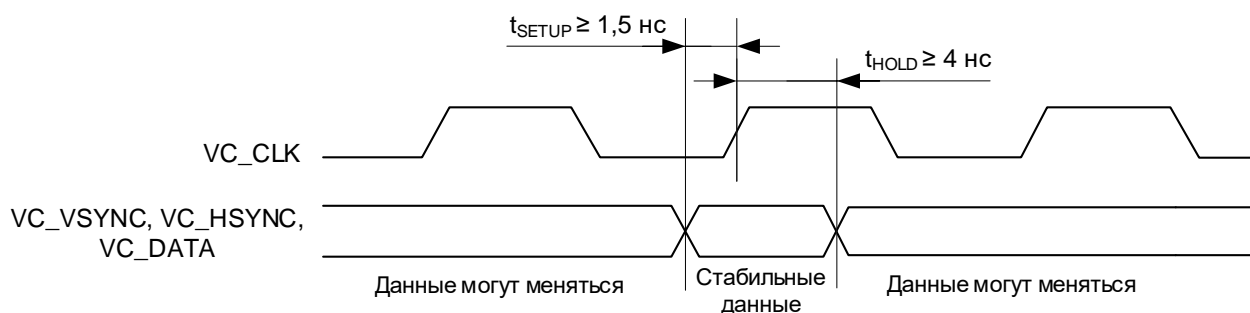 tSETUP ≥ 1,5 нс
tHOLD ≥ 4 нс
VC_CLK
VC_VSYNC, VC_HSYNC,
VC_DATA
Данные могут меняться
Стабильные
данные
Данные могут меняться